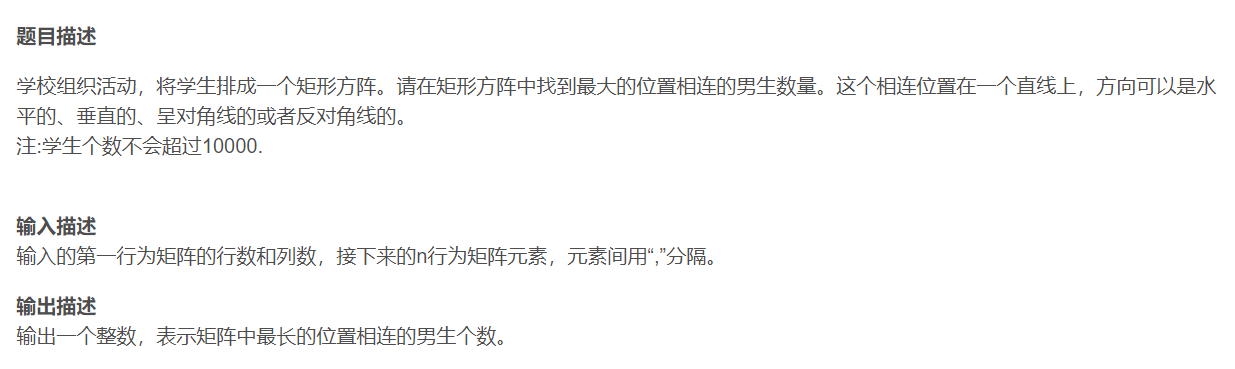 题目描述
学校组织活动，将学生排成一个矩形方阵。请在矩形方阵中找到最大的位置相连的男生数量。这个相连位置在一个直线上，方向可以是水
平的、垂直的、呈对角线的或者反对角线的。
注:学生个数不会超过10000.
输入描述
输入的第一行为矩阵的行数和列数，接下来的n行为矩阵元素，元素间用“,”分隔。
输出描述
输出一个整数，表示矩阵中最长的位置相连的男生个数。